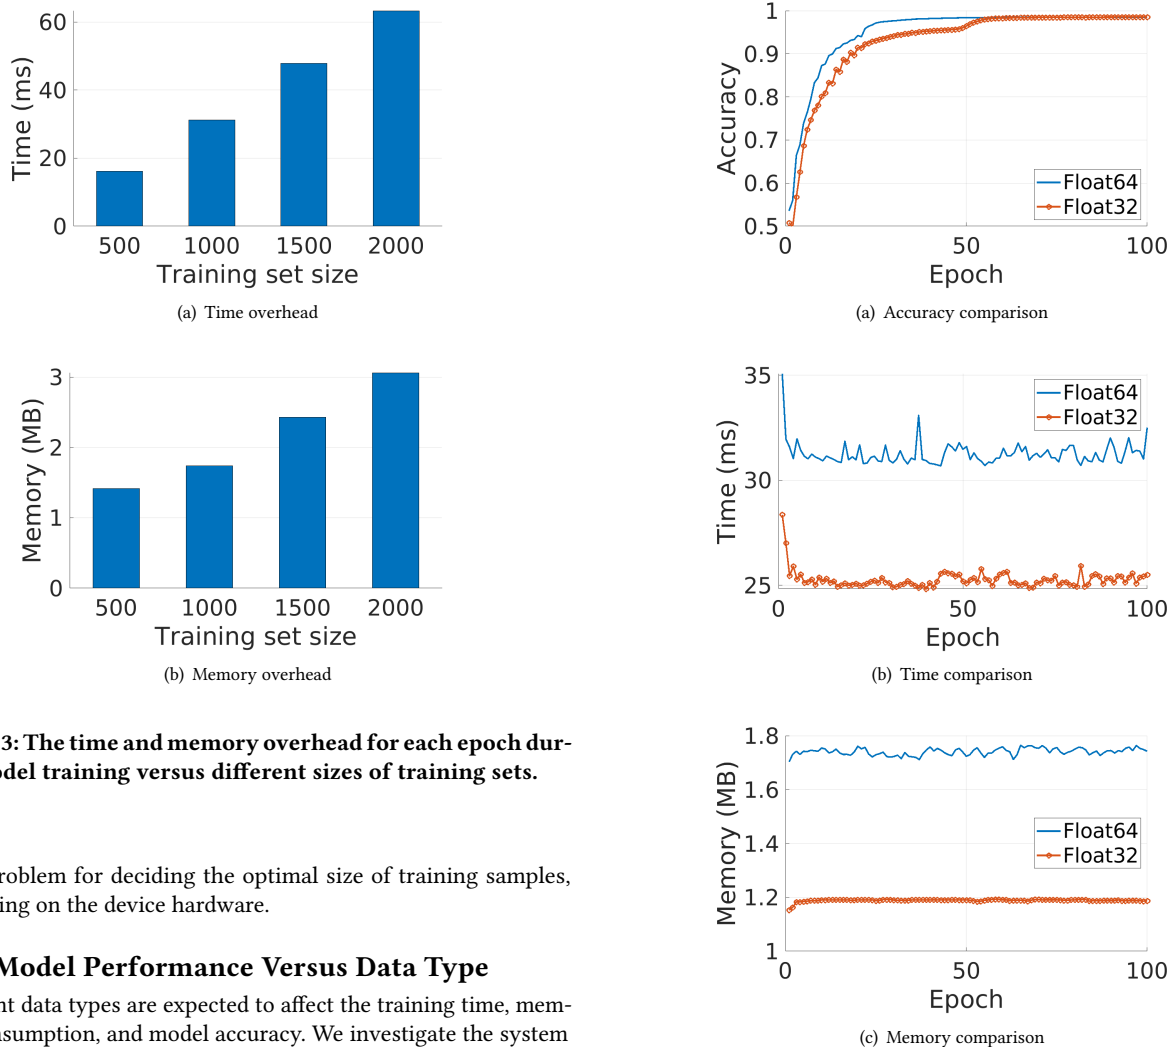 60
40
20
0
Time (ms)
500 1000 1500 2000
Training set size
(a) Time overhead
3
2
1
0
Memory (MB)
500 1000 1500 2000
Training set size
(b) Memory overhead
3: The time and memory overhead for each epoch dur-
odel training versus different sizes of training sets.
roblem for deciding the optimal size of training samples,
ing on the device hardware.
Model Performance Versus Data Type
nt data types are expected to affect the training time, mem-
nsumption, and model accuracy. We investigate the system
1
0.9
0.8
0.7
0.6
0.5
Accuracy
Float64
Float32
0 50 100
Epoch
(a) Accuracy comparison
35
30
25
Time (ms)
Float64
Float32
0 50 100
Epoch
(b) Time comparison
1.8
1.6
1.4
1.2
1
Memory (MB)
Float64
Float32
0 50 100
Epoch
(c) Memory comparison